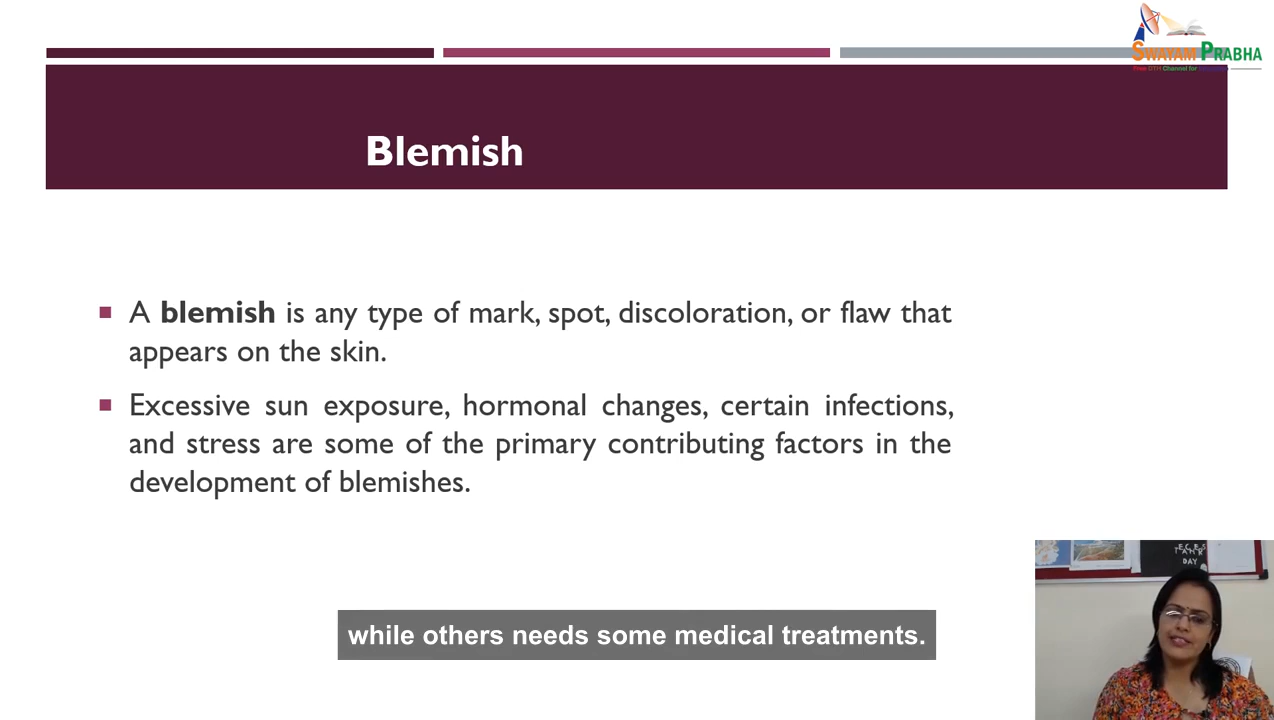 SWAYAM PRABHA
Blemish
A blemish is any type of mark, spot, discoloration, or flaw that
appears on the skin.
Excessive sun exposure, hormonal changes, certain infections,
and stress are some of the primary contributing factors in the
development of blemishes.
DAY
while others needs some medical treatments.